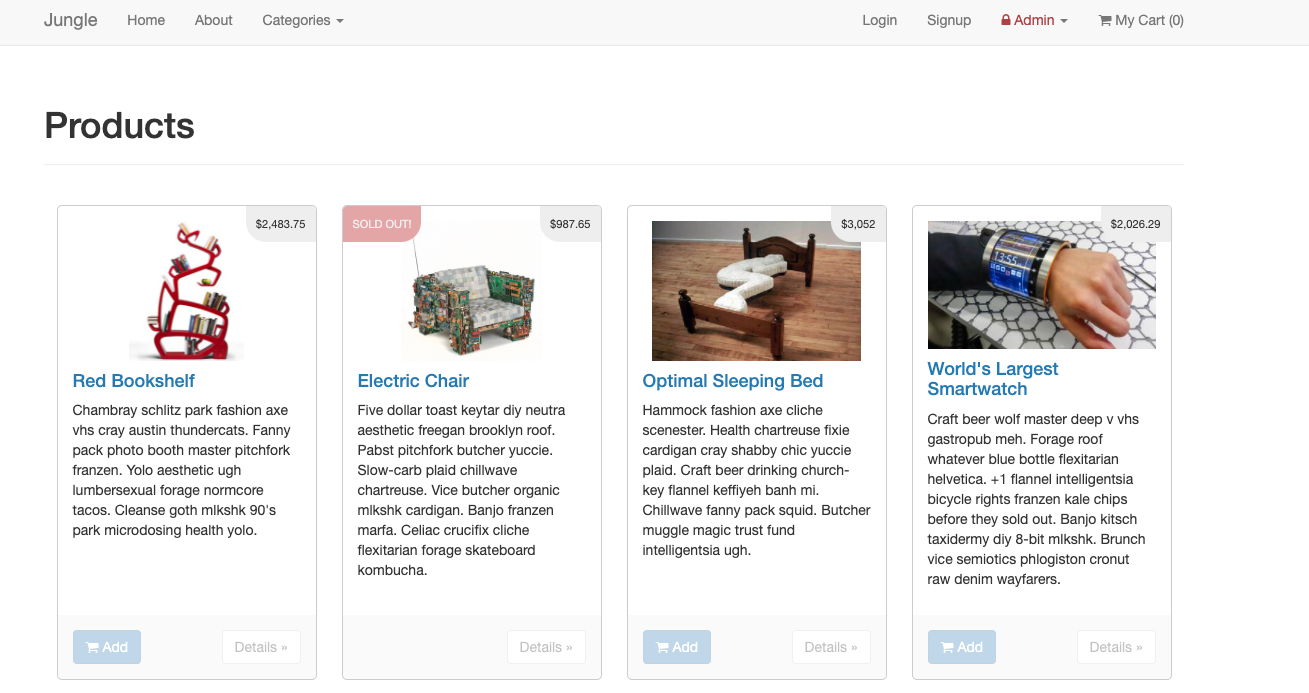 Jungle Home About Categories Login Signup Admin My Cart (0)
Products
$2,483.75
Red Bookshelf
Chambray schlitz park fashion axe
vhs cray austin thundercats. Fanny
pack photo booth master pitchfork
franzen. Yolo aesthetic ugh
lumbersexual forage normcore
tacos. Cleanse goth mlkshk 90's
park microdosing health yolo.
Add Details »
SOLD OUT! $987.65
Electric Chair
Five dollar toast keytar diy neutra
aesthetic freegan brooklyn roof.
Pabst pitchfork butcher yuccie.
Slow-carb plaid chillwave
chartreuse. Vice butcher organic
mlkshk cardigan. Banjo franzen
marfa. Celiac crucifix cliche
flexitarian forage skateboard
kombucha.
Details »
$3,052
Optimal Sleeping Bed
Hammock fashion axe cliche
scenester. Health chartreuse fixie
cardigan cray shabby chic yuccie
plaid. Craft beer drinking church-
key flannel keffiyeh banh mi.
Chillwave fanny pack squid. Butcher
muggle magic trust fund
intelligentsia ugh.
Add Details »
$2,026.29
13:55
World's Largest
Smartwatch
Craft beer wolf master deep v vhs
gastropub meh. Forage roof
whatever blue bottle flexitarian
helvetica. +1 flannel intelligentsia
bicycle rights franzen kale chips
before they sold out. Banjo kitsch
taxidermy diy 8-bit mlkshk. Brunch
vice semiotics phlogiston cronut
raw denim wayfarers.
Add Details »